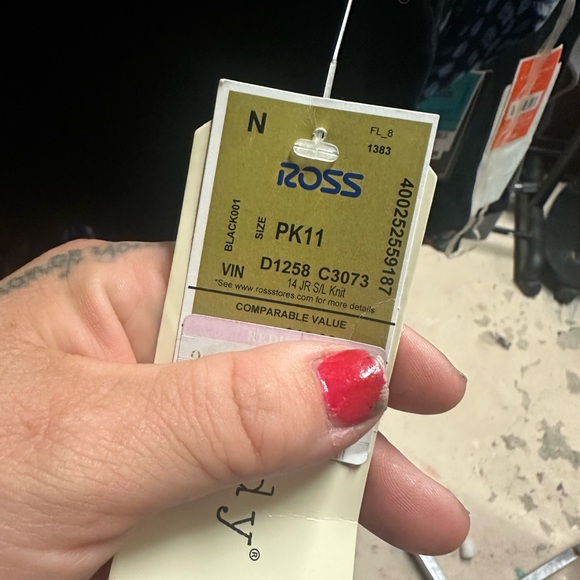 N
FL_8
1383
ROSS
400252559187
BLACK001
SIZE
PK11
VIN
D1258 C3073
14 JR S/L Knit
*See www.rossstores.com for more details
COMPARABLE VALUE
dy®